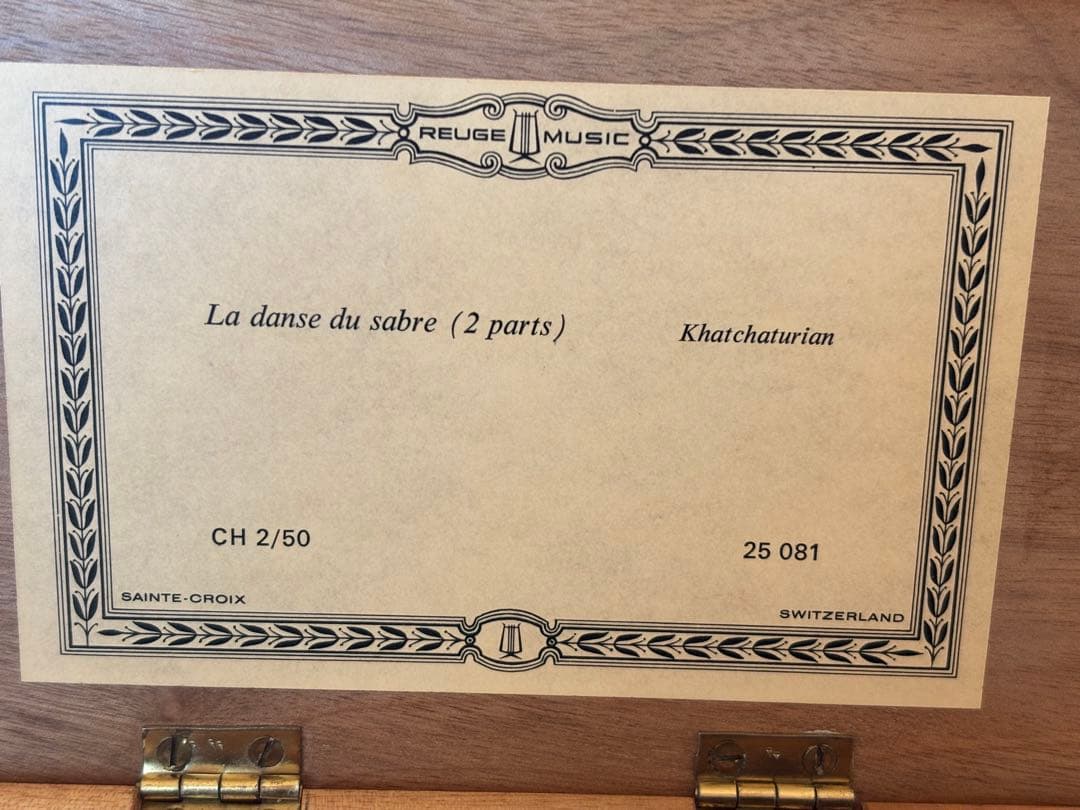 REUGE MUSIC
La danse du sabre (2 parts) Khatchaturian
CH 2/50 25 081
SAINTE-CROIX SWITZERLAND